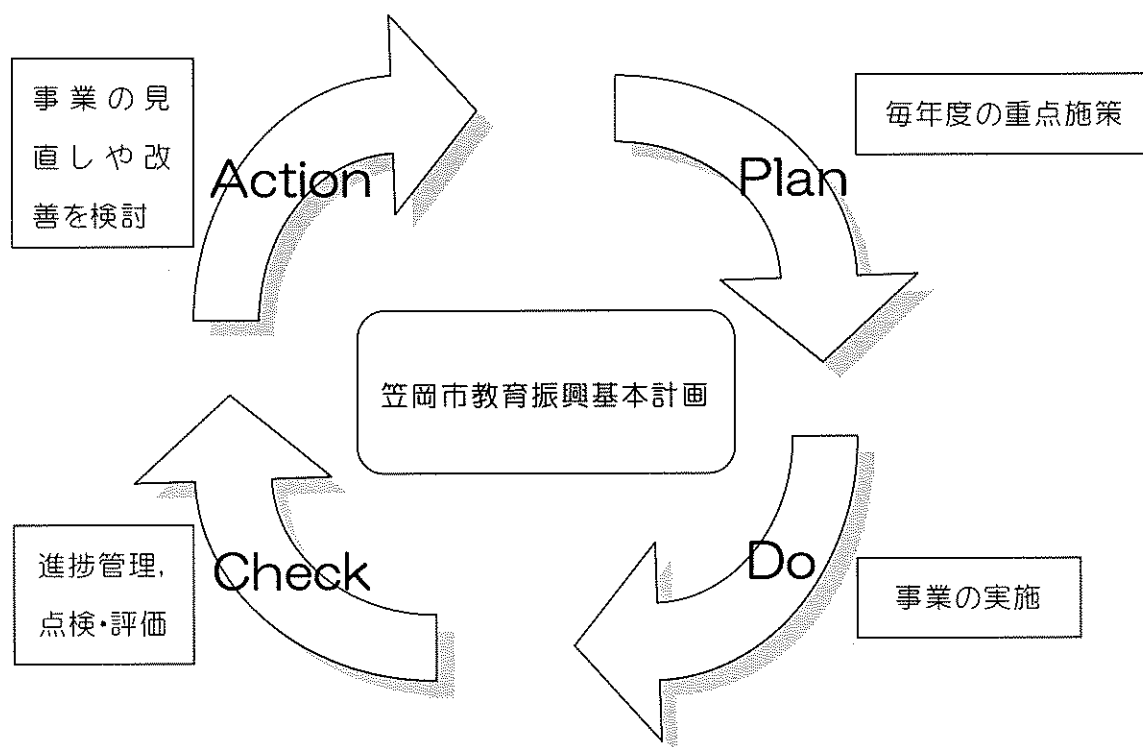 事業の見
直しや改
善を検討
Action
Plan
毎年度の重点施策
笠岡市教育振興基本計画
進捗管理,
点検・評価
Check
Do
事業の実施